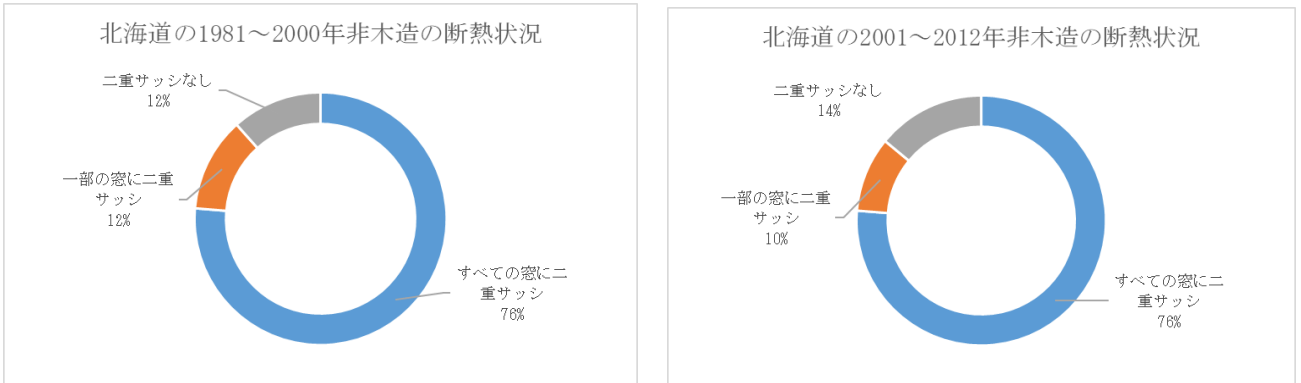 北海道の1981～2000年非木造の断熱状況
二重サッシなし
12%
一部の窓に二重
サッシ
12%
すべての窓に二
重サッシ
76%
北海道の2001～2012年非木造の断熱状況
二重サッシなし
14%
一部の窓に二重
サッシ
10%
すべての窓に二
重サッシ
76%